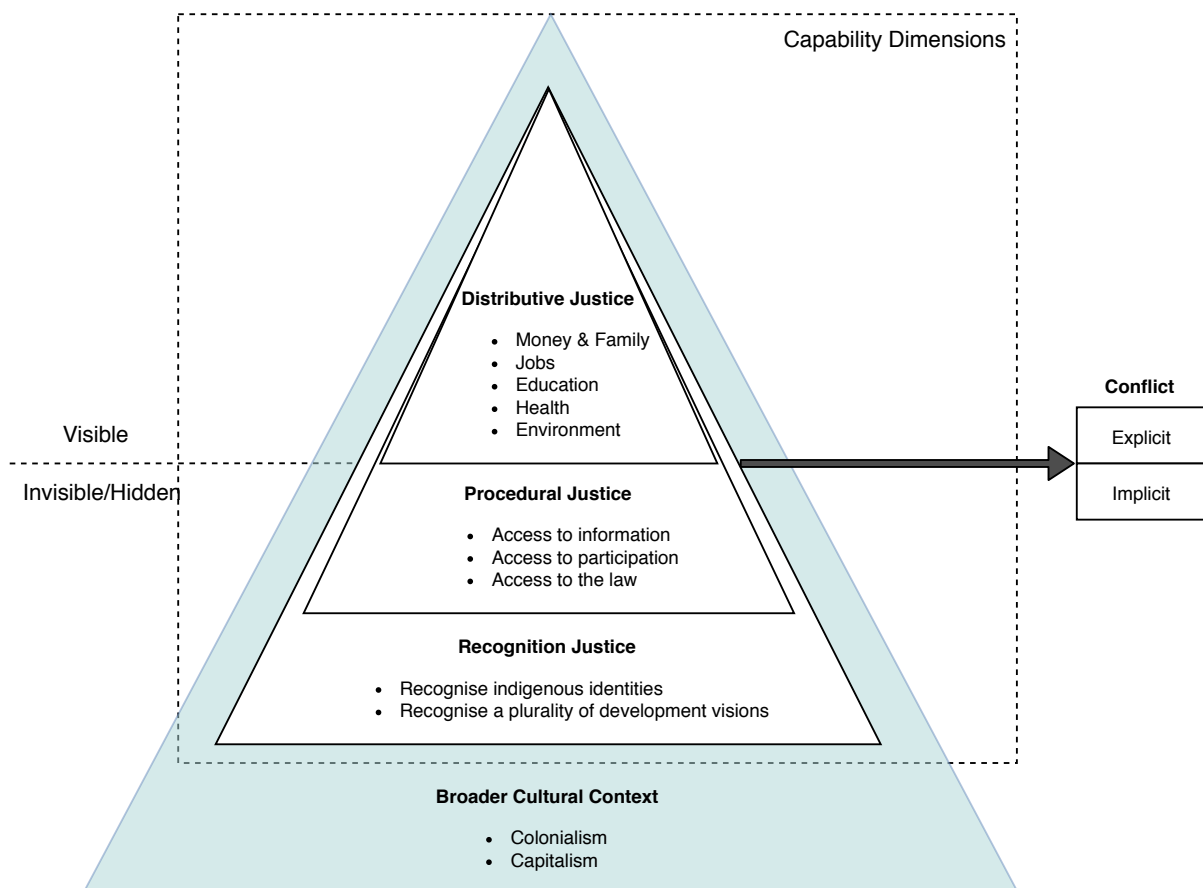 Capability Dimensions
Distributive Justice
• Money & Family
• Jobs
• Education
• Health
• Environment
Visible
Invisible/Hidden
Conflict
Explicit
Implicit
Procedural Justice
• Access to information
• Access to participation
• Access to the law
Recognition Justice
• Recognise indigenous identities
• Recognise a plurality of development visions
Broader Cultural Context
• Colonialism
• Capitalism